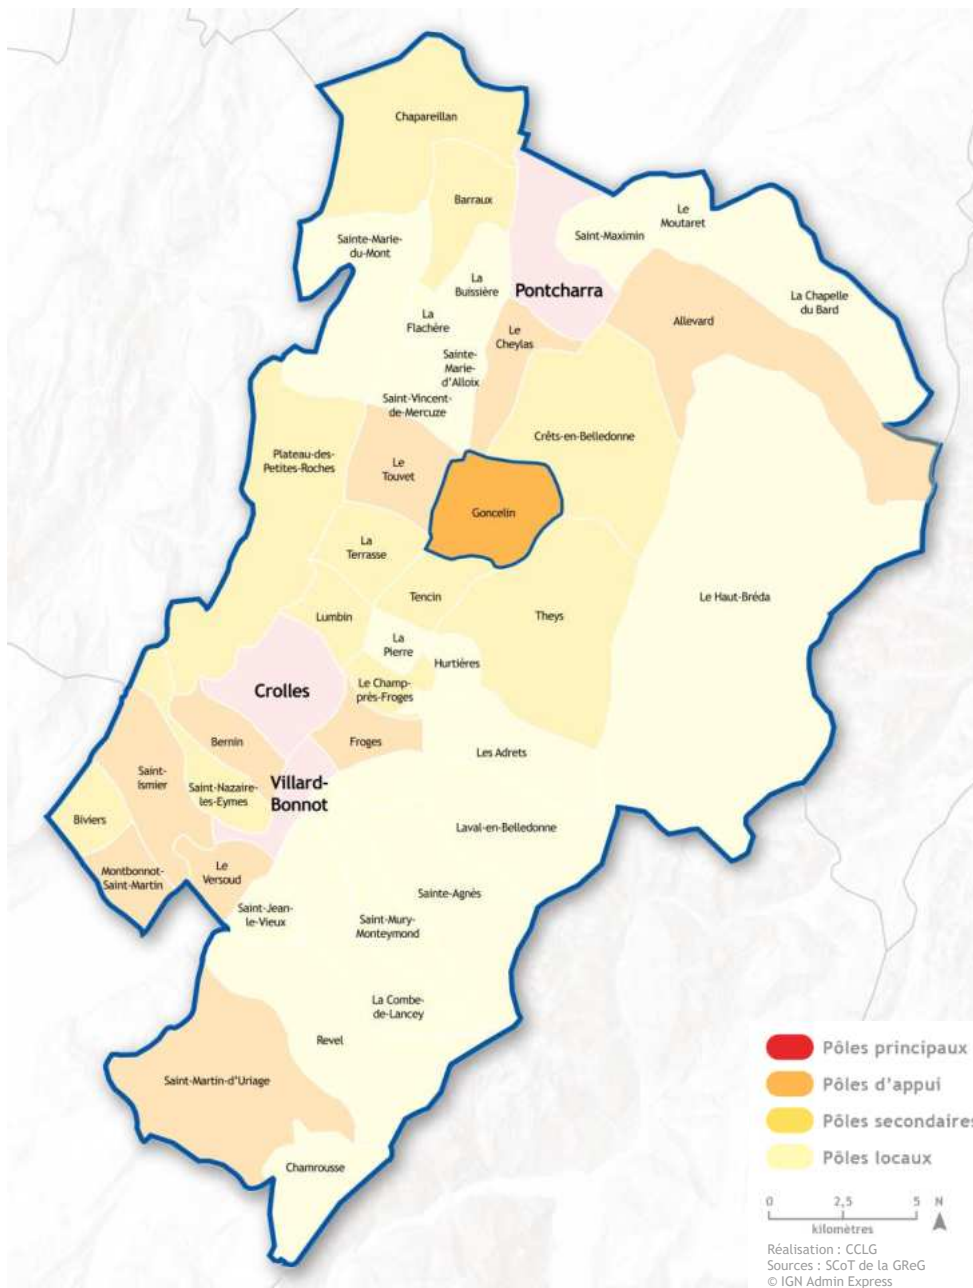 Chapareillan
Barraux
Le
Moutaret
Saint-Maximin
Sainte-Marie-
du-Mont
La
Buissière
Pontcharra
La Chapelle
du Bard
La
Flachère
Allevard
Le
Cheylas
Sainte-
Marie-
d'Alloix
Saint-Vincent-
de-Mercuze
Crêts-en-Belledonne
Plateau-des-
Petites-Roches
Le
Touvet
Goncelin
La
Terrasse
Tencin
Le Haut-Bréda
Lumbin
Theys
La
Pierre
Hurtières
Crolles
Le Champ-
près-Froges
Bernin
Froges
Les Adrets
Saint-
Ismier
Villard-
Bonnot
Saint-Nazaire-
les-Eymes
Biviers
Laval-en-Belledonne
Montbonnot-
Saint-Martin
Le
Versoud
Sainte-Agnès
Saint-Jean-
le-Vieux
Saint-Mury-
Monteymond
La Combe-
de-Lancey
Revel
Saint-Martin-d'Uriage
Chamrousse
Pôles principaux
Pôles d'appui
Pôles secondaires
Pôles locaux
0 2,5 5 N
kilomètres
Réalisation : CCLG
Sources : SCoT de la GReG
© IGN Admin Express